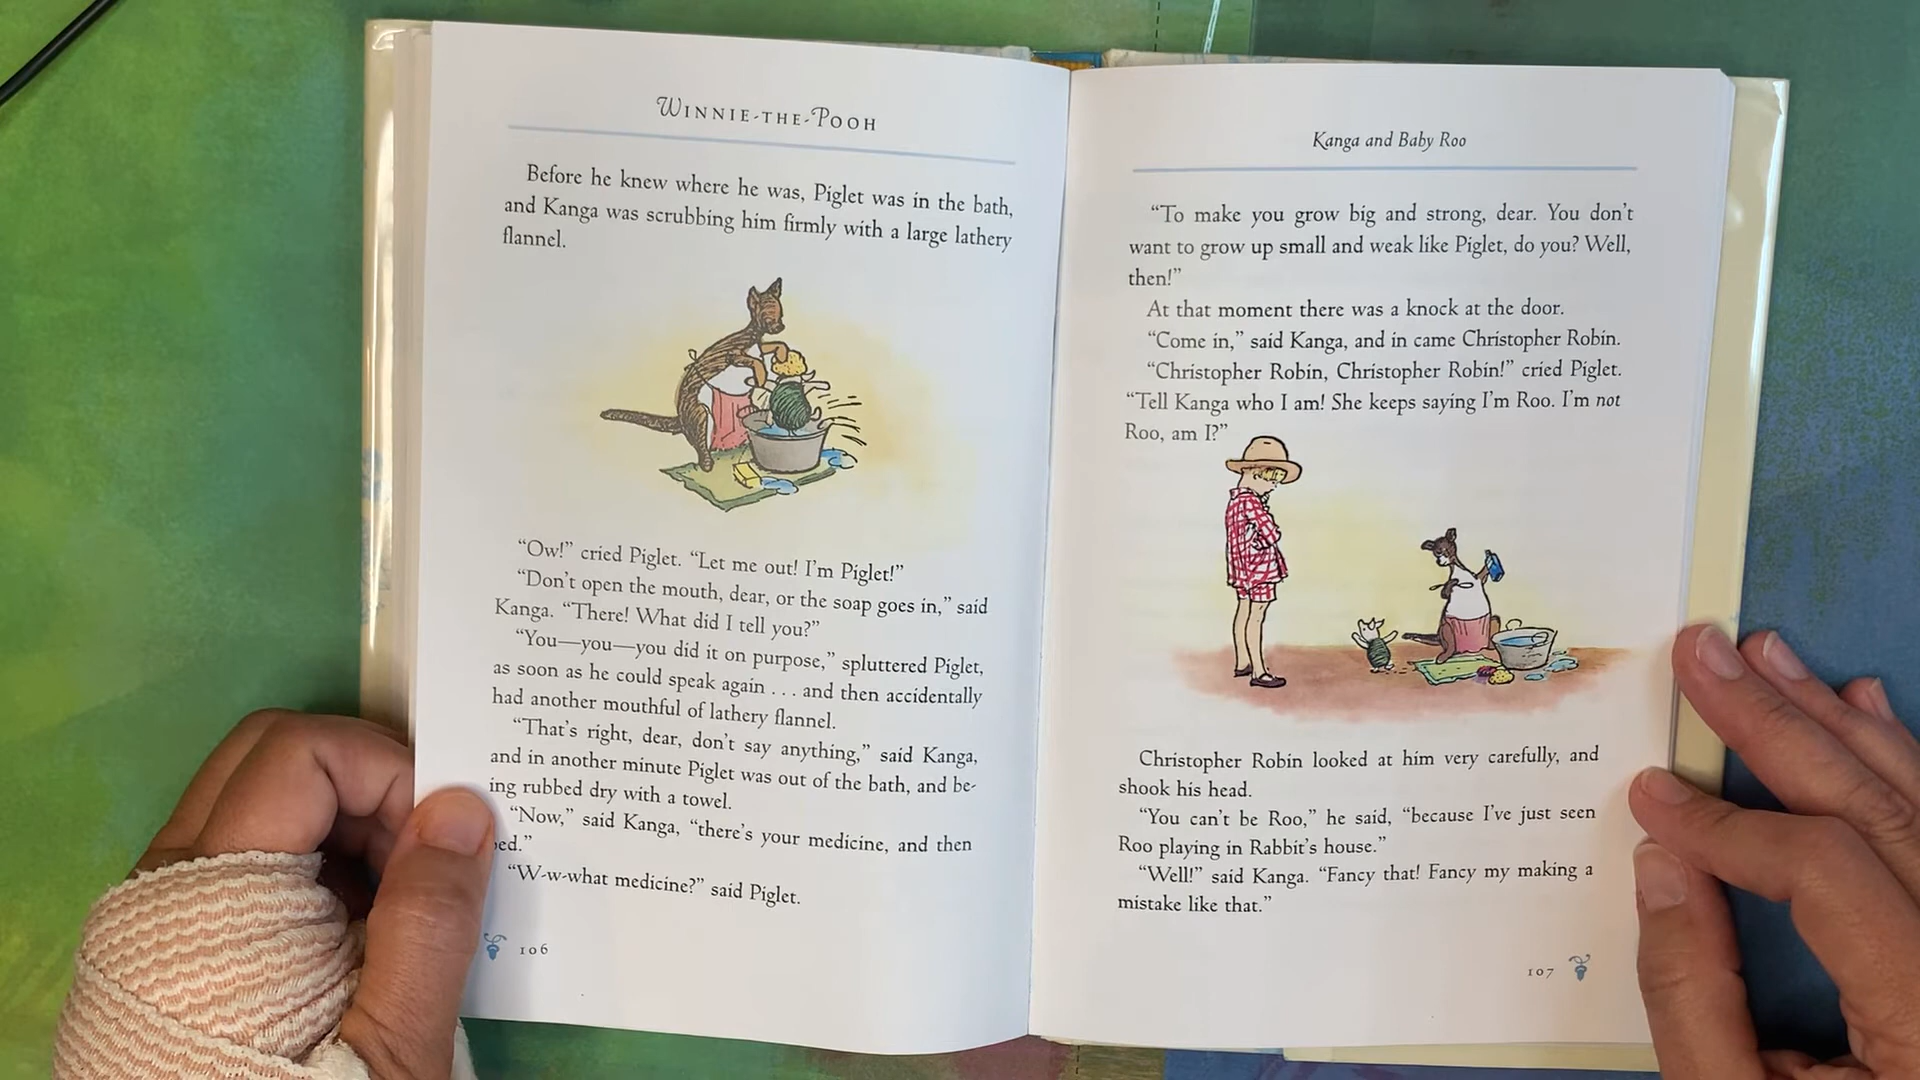 WINNIE-THE-POOH
Before he knew where he was, Piglet was in the bath,
and Kanga was scrubbing him firmly with a large lathery
flannel.
“Ow!” cried Piglet. “Let me out! I’m Piglet!”
“Don’t open the mouth, dear, or the soap goes in,” said
Kanga. “There! What did I tell you?”
“You—you—you did it on purpose,” spluttered Piglet,
as soon as he could speak again . . . and then accidentally
had another mouthful of lathery flannel.
“That’s right, dear, don’t say anything,” said Kanga,
and in another minute Piglet was out of the bath, and be-
ing rubbed dry with a towel.
“Now,” said Kanga, “there’s your medicine, and then
bed.”
“W-w-what medicine?” said Piglet.
106
Kanga and Baby Roo
“To make you grow big and strong, dear. You don’t
want to grow up small and weak like Piglet, do you? Well,
then!”
At that moment there was a knock at the door.
“Come in,” said Kanga, and in came Christopher Robin.
“Christopher Robin, Christopher Robin!” cried Piglet.
“Tell Kanga who I am! She keeps saying I’m Roo. I’m not
Roo, am I?”
Christopher Robin looked at him very carefully, and
shook his head.
“You can’t be Roo,” he said, “because I’ve just seen
Roo playing in Rabbit’s house.”
“Well!” said Kanga. “Fancy that! Fancy my making a
mistake like that.”
107